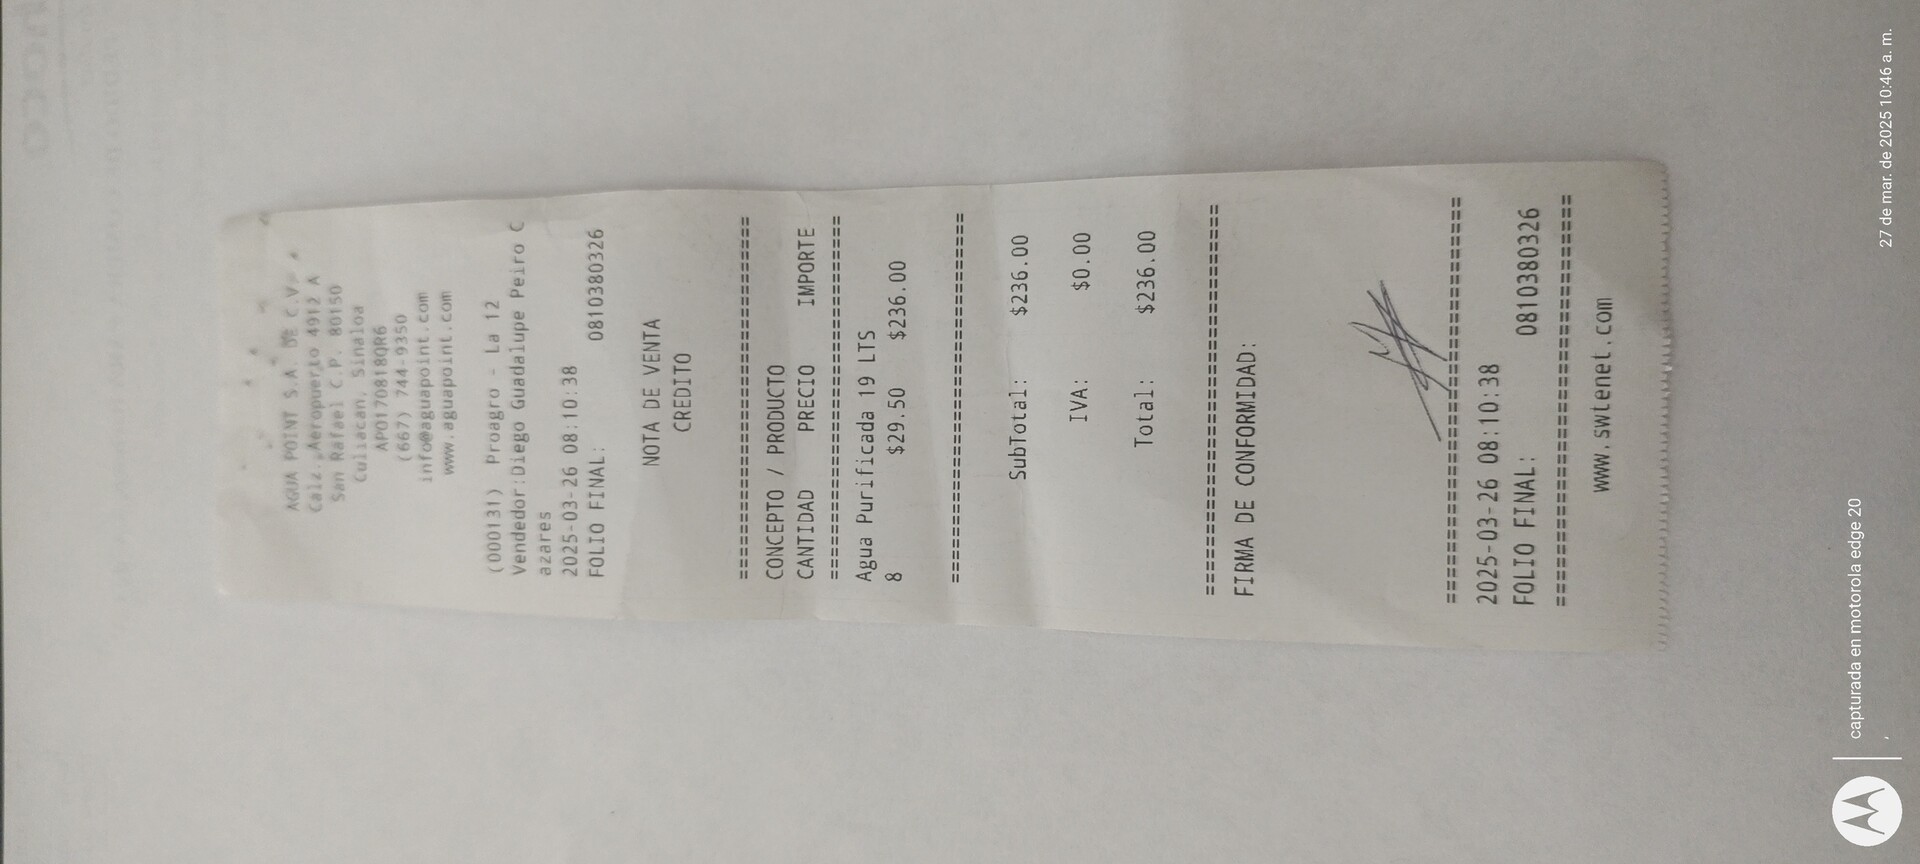 AGUA POINT S.A. DE C.V.
Calz. Aeropuerto 4912 A
San Rafael C.P. 80150
Culiacan, Sinaloa
APO170818QR6
(667) 744-9350
info@aguapoint.com
www.aguapoint.com
(000131) Proagro - La 12
Vendedor:Diego Guadalupe Peiro C
azares
2025-03-26 08:10:38
FOLIO FINAL: 0810380326
NOTA DE VENTA
CREDITO
================================
CONCEPTO / PRODUCTO
CANTIDAD PRECIO IMPORTE
================================
Agua Purificada 19 LTS
8 $29.50 $236.00
================================
SubTotal: $236.00
IVA: $0.00
Total: $236.00
================================
FIRMA DE CONFORMIDAD:
================================
2025-03-26 08:10:38
FOLIO FINAL: 0810380326
================================
www.swtenet.com
capturada en motorola edge 20
27 de mar. de 2025 10:46 a. m.